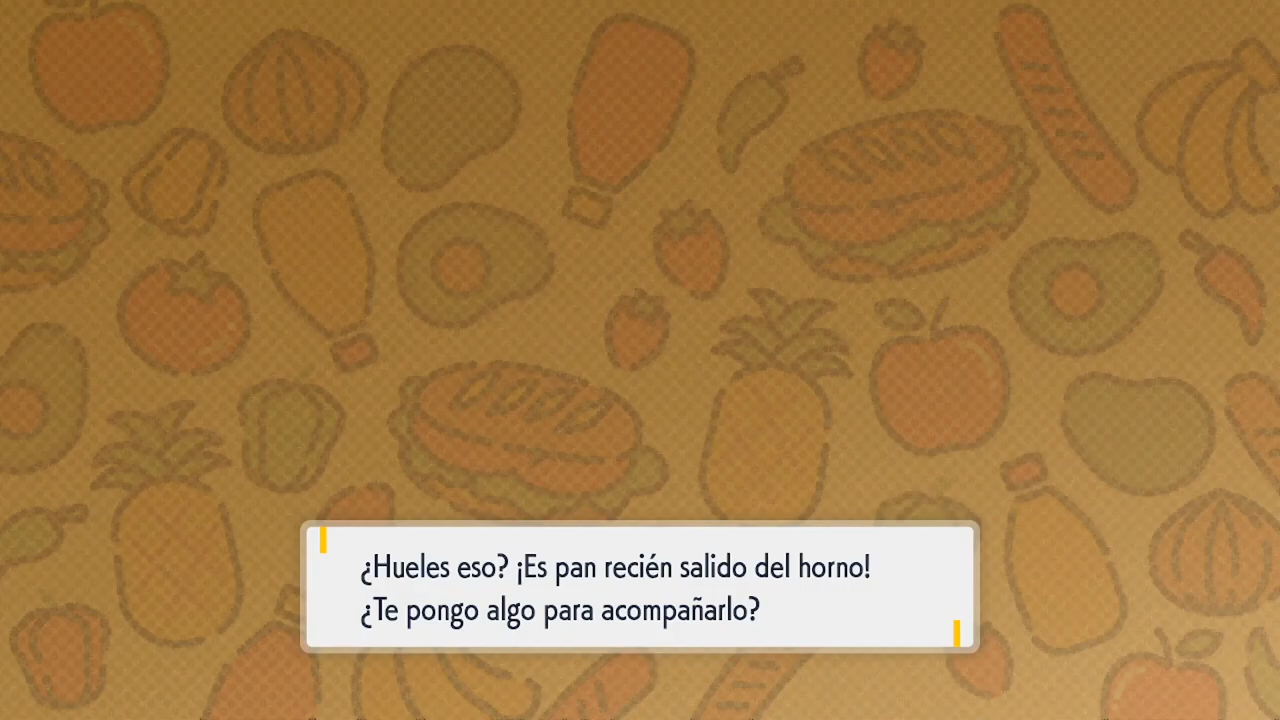 ¿Hueles eso? ¡Es pan recién salido del horno!
¿Te pongo algo para acompañarlo?